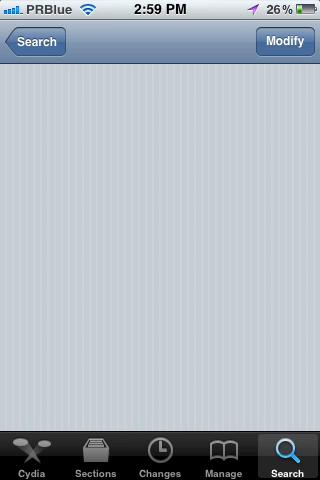 PRBlue 2:59 PM 26%
Search Modify
Cydia Sections Changes Manage Search